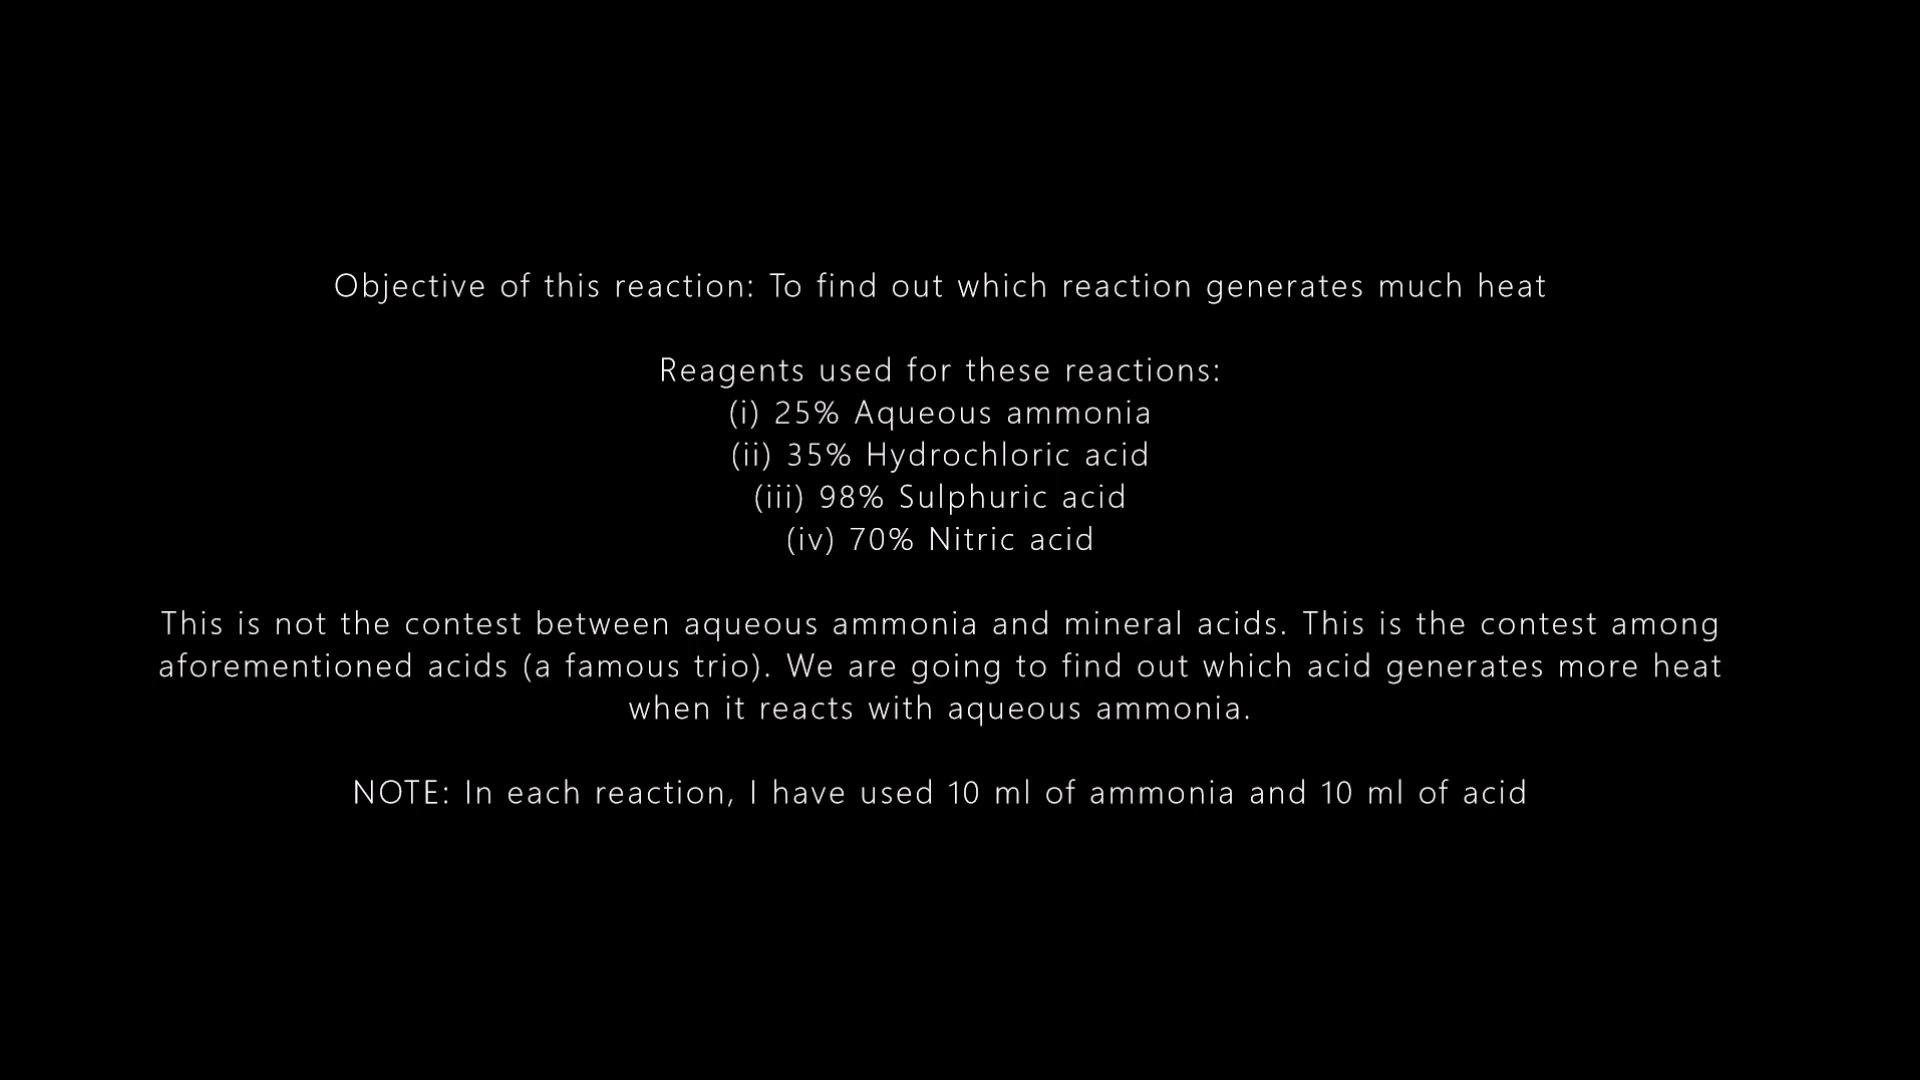 Objective of this reaction: To find out which reaction generates much heat
Reagents used for these reactions:
(i) 25% Aqueous ammonia
(ii) 35% Hydrochloric acid
(iii) 98% Sulphuric acid
(iv) 70% Nitric acid
This is not the contest between aqueous ammonia and mineral acids. This is the contest among
aforementioned acids (a famous trio). We are going to find out which acid generates more heat
when it reacts with aqueous ammonia.
NOTE: In each reaction, I have used 10 ml of ammonia and 10 ml of acid